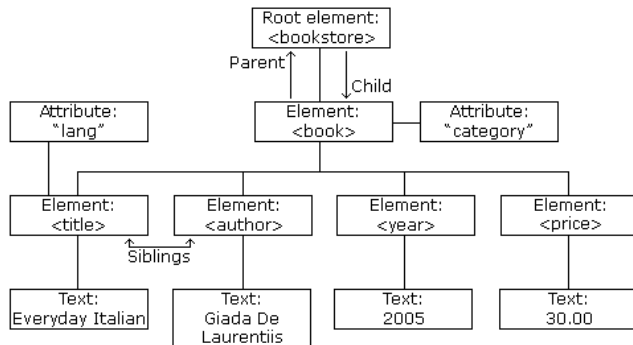 Root element:
<bookstore>
Parent
Child
Attribute:
"lang"
Element:
<book>
Attribute:
"category"
Element:
<title>
Element:
<author>
Element:
<year>
Element:
<price>
Siblings
Text:
Everyday Italian
Text:
Giada De
Laurentiis
Text:
2005
Text:
30.00